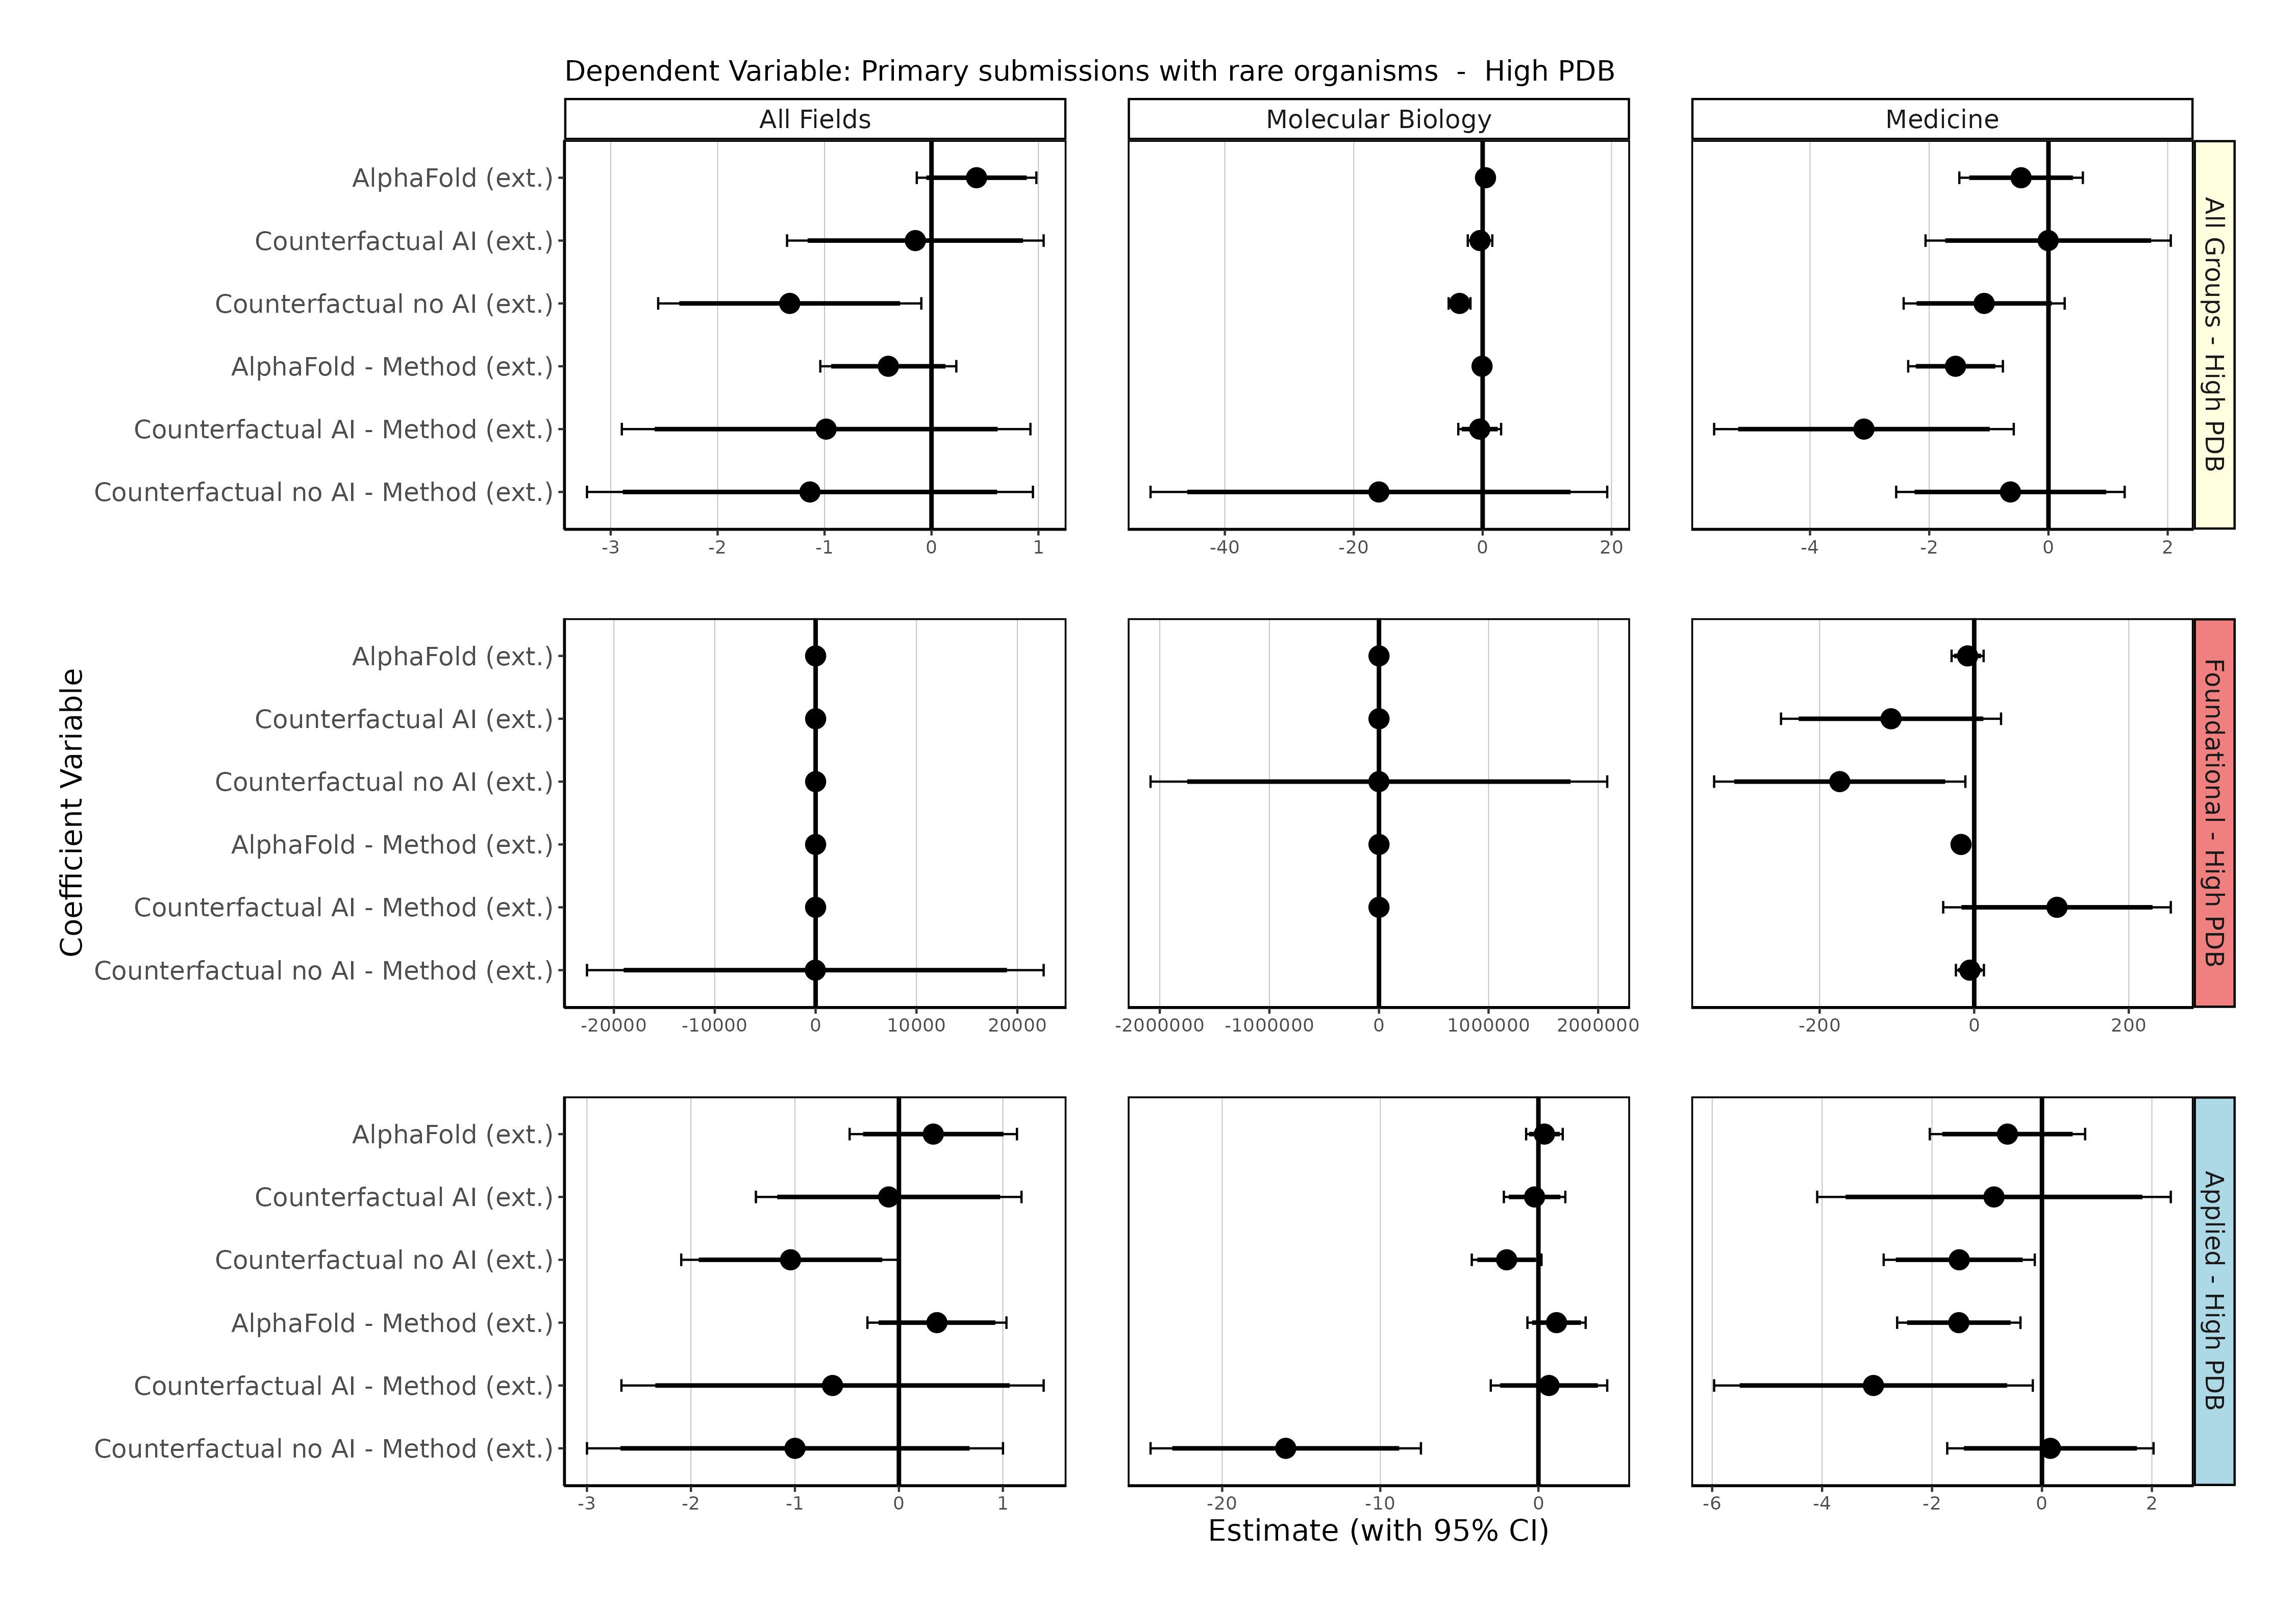 Dependent Variable: Primary submissions with rare organisms  -  High PDB
All Fields
Molecular Biology
Medicine
AlphaFold (ext.)
Counterfactual AI (ext.)
Counterfactual no AI (ext.)
AlphaFold - Method (ext.)
Counterfactual AI - Method (ext.)
Counterfactual no AI - Method (ext.)
All Groups - High PDB
-3 -2 -1 0 1
-40 -20 0 20
-4 -2 0 2
AlphaFold (ext.)
Counterfactual AI (ext.)
Counterfactual no AI (ext.)
AlphaFold - Method (ext.)
Counterfactual AI - Method (ext.)
Counterfactual no AI - Method (ext.)
Foundational - High PDB
-20000 -10000 0 10000 20000
-2000000 -1000000 0 1000000 2000000
-200 0 200
AlphaFold (ext.)
Counterfactual AI (ext.)
Counterfactual no AI (ext.)
AlphaFold - Method (ext.)
Counterfactual AI - Method (ext.)
Counterfactual no AI - Method (ext.)
Applied - High PDB
-3 -2 -1 0 1
-20 -10 0
-6 -4 -2 0 2
Coefficient Variable
Estimate (with 95% CI)